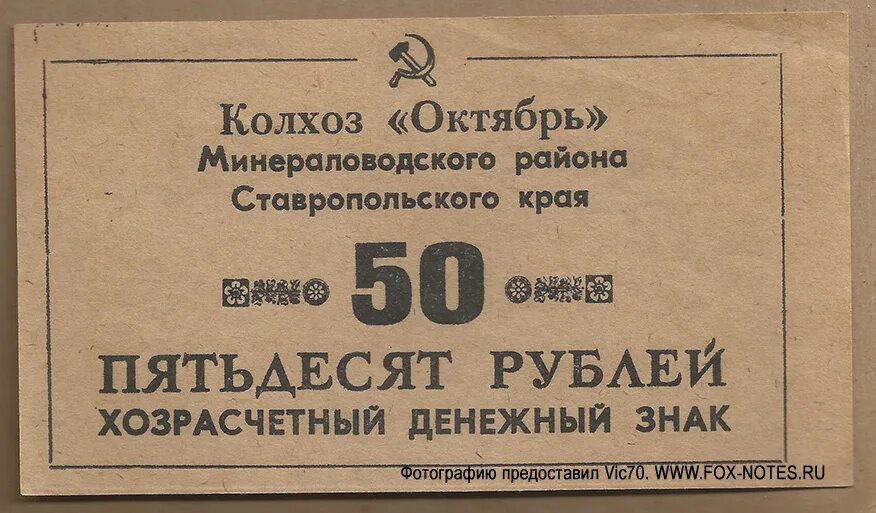 Колхоз «Октябрь»
Минераловодского района
Ставропольского края
50
ПЯТЬДЕСЯТ РУБЛЕЙ
ХОЗРАСЧЕТНЫЙ ДЕНЕЖНЫЙ ЗНАК
Фотографию предоставил Vic70. WWW.FOX-NOTES.RU